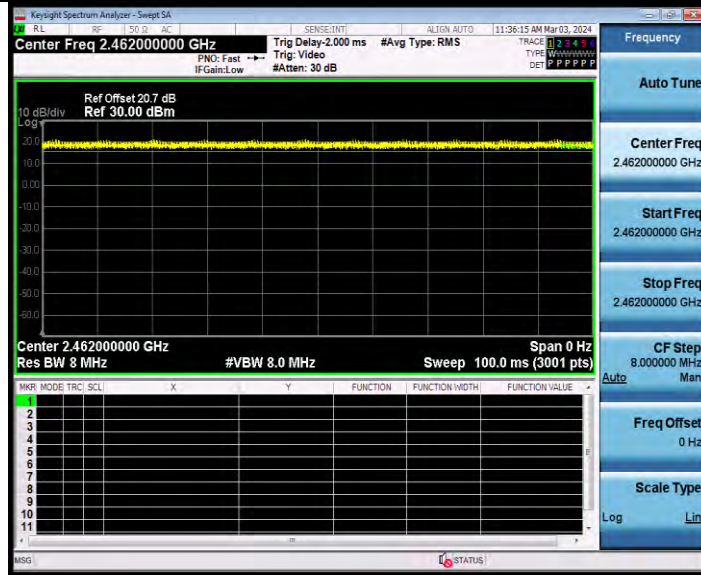 Keysight Spectrum Analyzer - Swept SA
RL RF 50 Ω AC SENSE:INT ALIGN AUTO 11:36:15 AM Mar 03, 2024
Center Freq 2.462000000 GHz
PNO: Fast
IFGain:Low
Trig Delay-2.000 ms
Trig: Video
#Atten: 30 dB
#Avg Type: RMS
TRACE 1 2 3 4 5 6
TYPE
DET P P P P P P
Ref Offset 20.7 dB
10 dB/div Ref 30.00 dBm
Log
20.0
10.0
0.00
-10.0
-20.0
-30.0
-40.0
-50.0
-60.0
Center 2.462000000 GHz Span 0 Hz
Res BW 8 MHz #VBW 8.0 MHz Sweep 100.0 ms (3001 pts)
MKR MODE TRC SCL X Y FUNCTION FUNCTION WIDTH FUNCTION VALUE
1
2
3
4
5
6
7
8
9
10
11
MSG STATUS
Frequency
Auto Tune
Center Freq
2.462000000 GHz
Start Freq
2.462000000 GHz
Stop Freq
2.462000000 GHz
CF Step
8.000000 MHz
Auto Man
Freq Offset
0 Hz
Scale Type
Log Lin